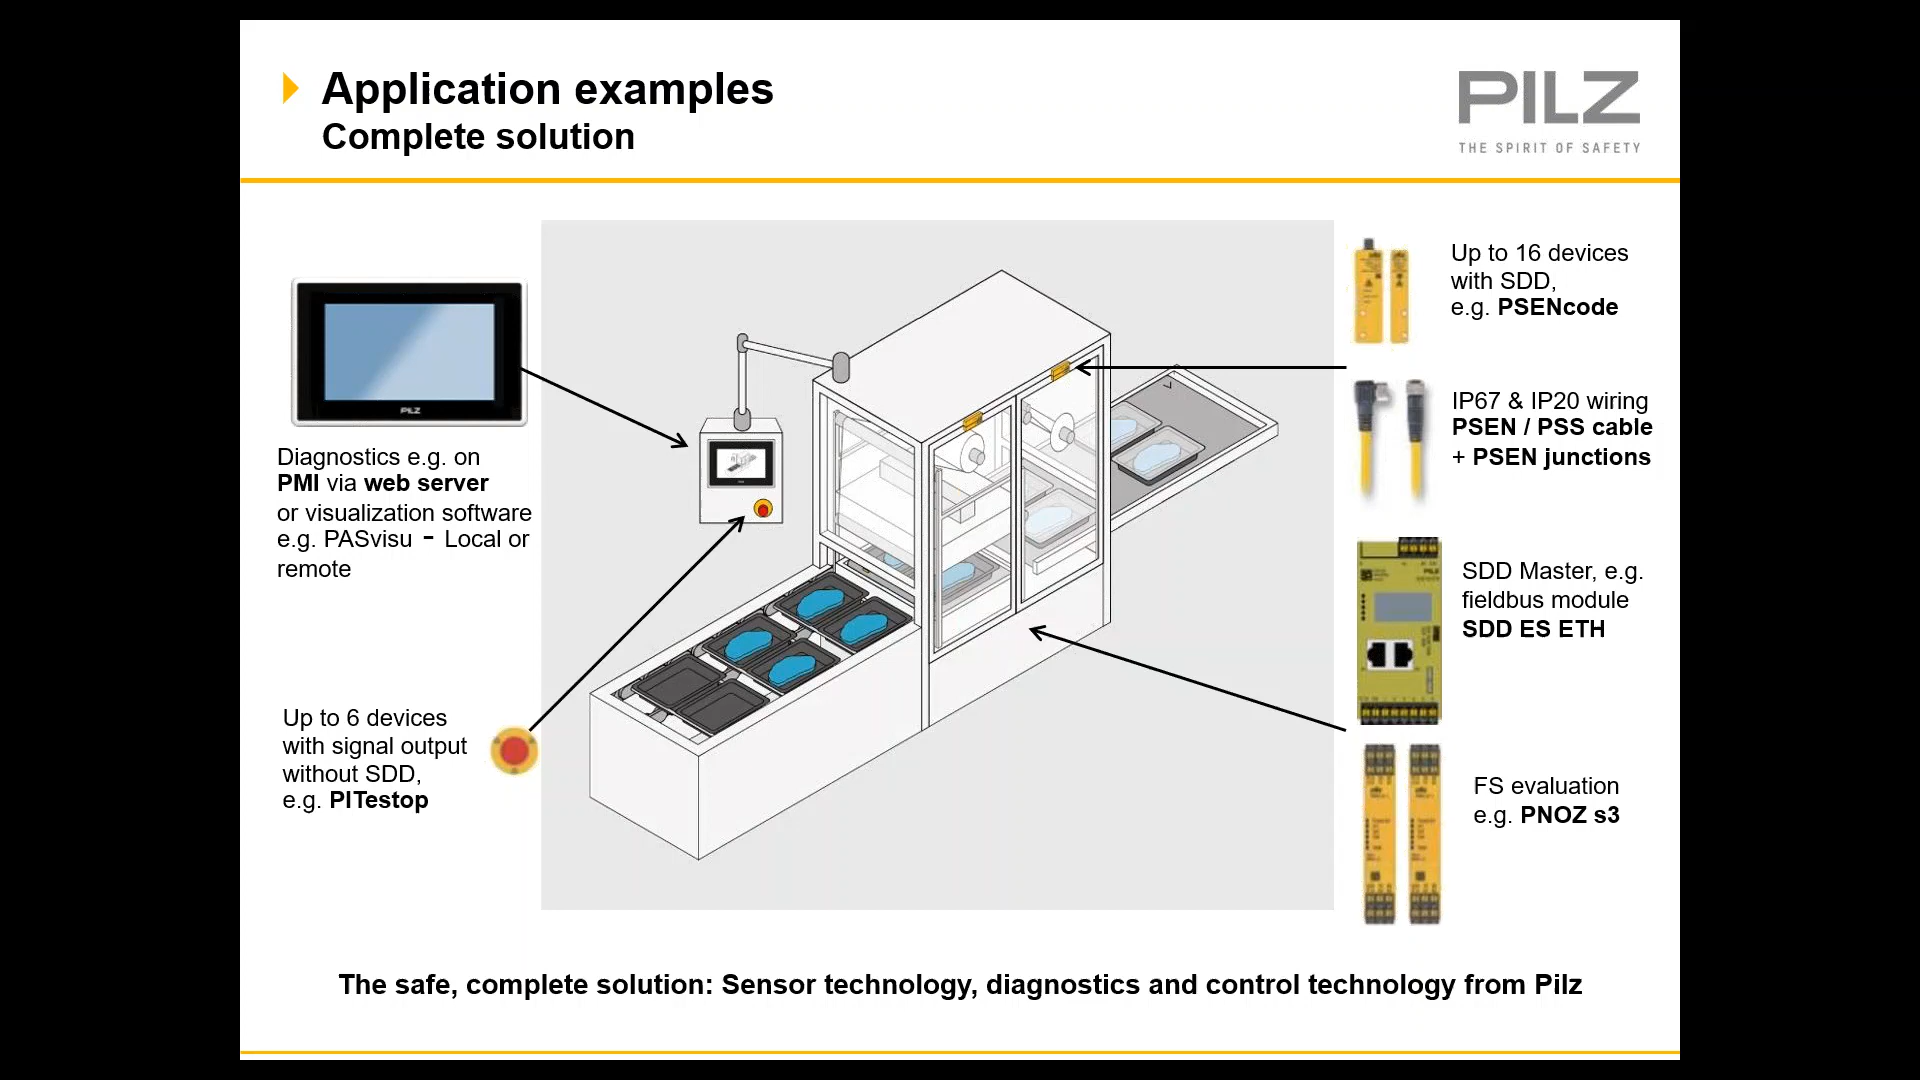 Application examples
Complete solution
PILZ
THE SPIRIT OF SAFETY
PILZ
Diagnostics e.g. on
PMI via web server
or visualization software
e.g. PASvisu - Local or
remote
Up to 6 devices
with signal output
without SDD,
e.g. PITestop
Up to 16 devices
with SDD,
e.g. PSENcode
IP67 & IP20 wiring
PSEN / PSS cable
+ PSEN junctions
PILZ
SDD Master, e.g.
fieldbus module
SDD ES ETH
FS evaluation
e.g. PNOZ s3
The safe, complete solution: Sensor technology, diagnostics and control technology from Pilz